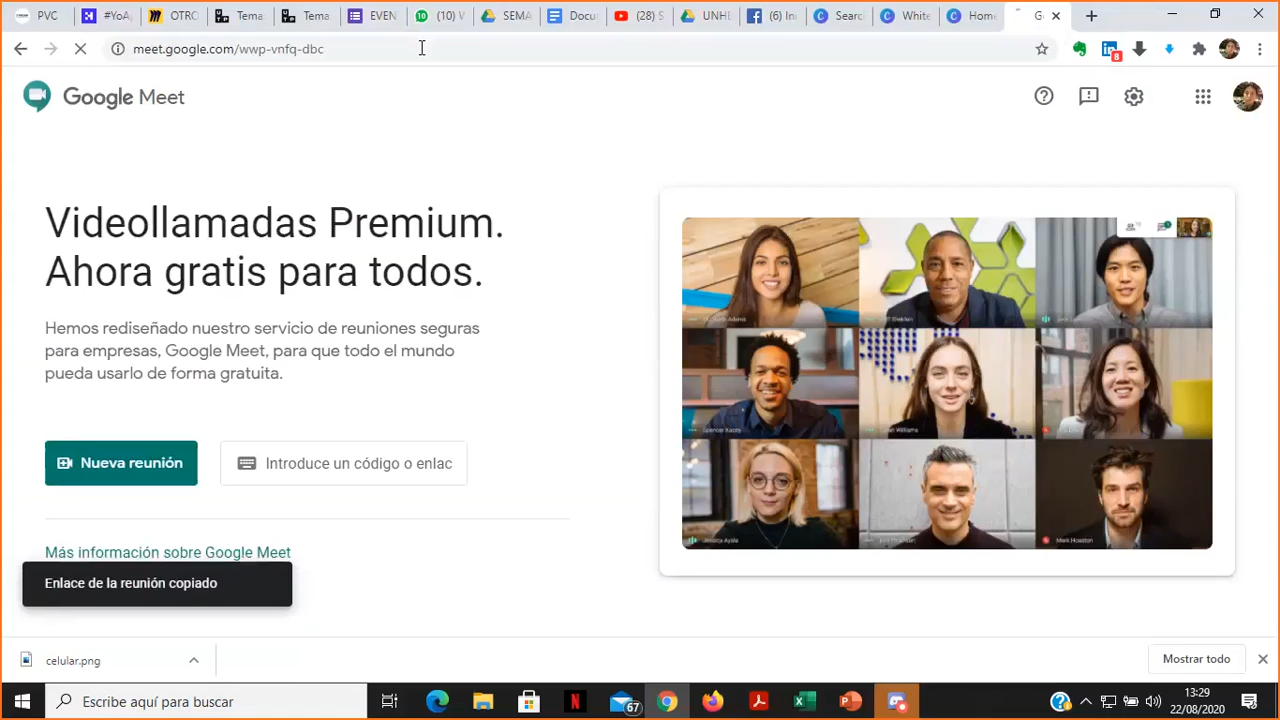 PVC
#YoA
OTRO
Tema
Tema
EVEN
(10) V
SEMA
Docu
(28) S
UNHE
(6) In
Searc
White
Home
G
meet.google.com/wwp-vnfq-dbc
8
Google Meet
Videollamadas Premium.
Ahora gratis para todos.
Hemos rediseñado nuestro servicio de reuniones seguras
para empresas, Google Meet, para que todo el mundo
pueda usarlo de forma gratuita.
Nueva reunión
Introduce un código o enlac
Más información sobre Google Meet
Enlace de la reunión copiado
celular.png
Mostrar todo
Escribe aquí para buscar
67
13:29
22/08/2020